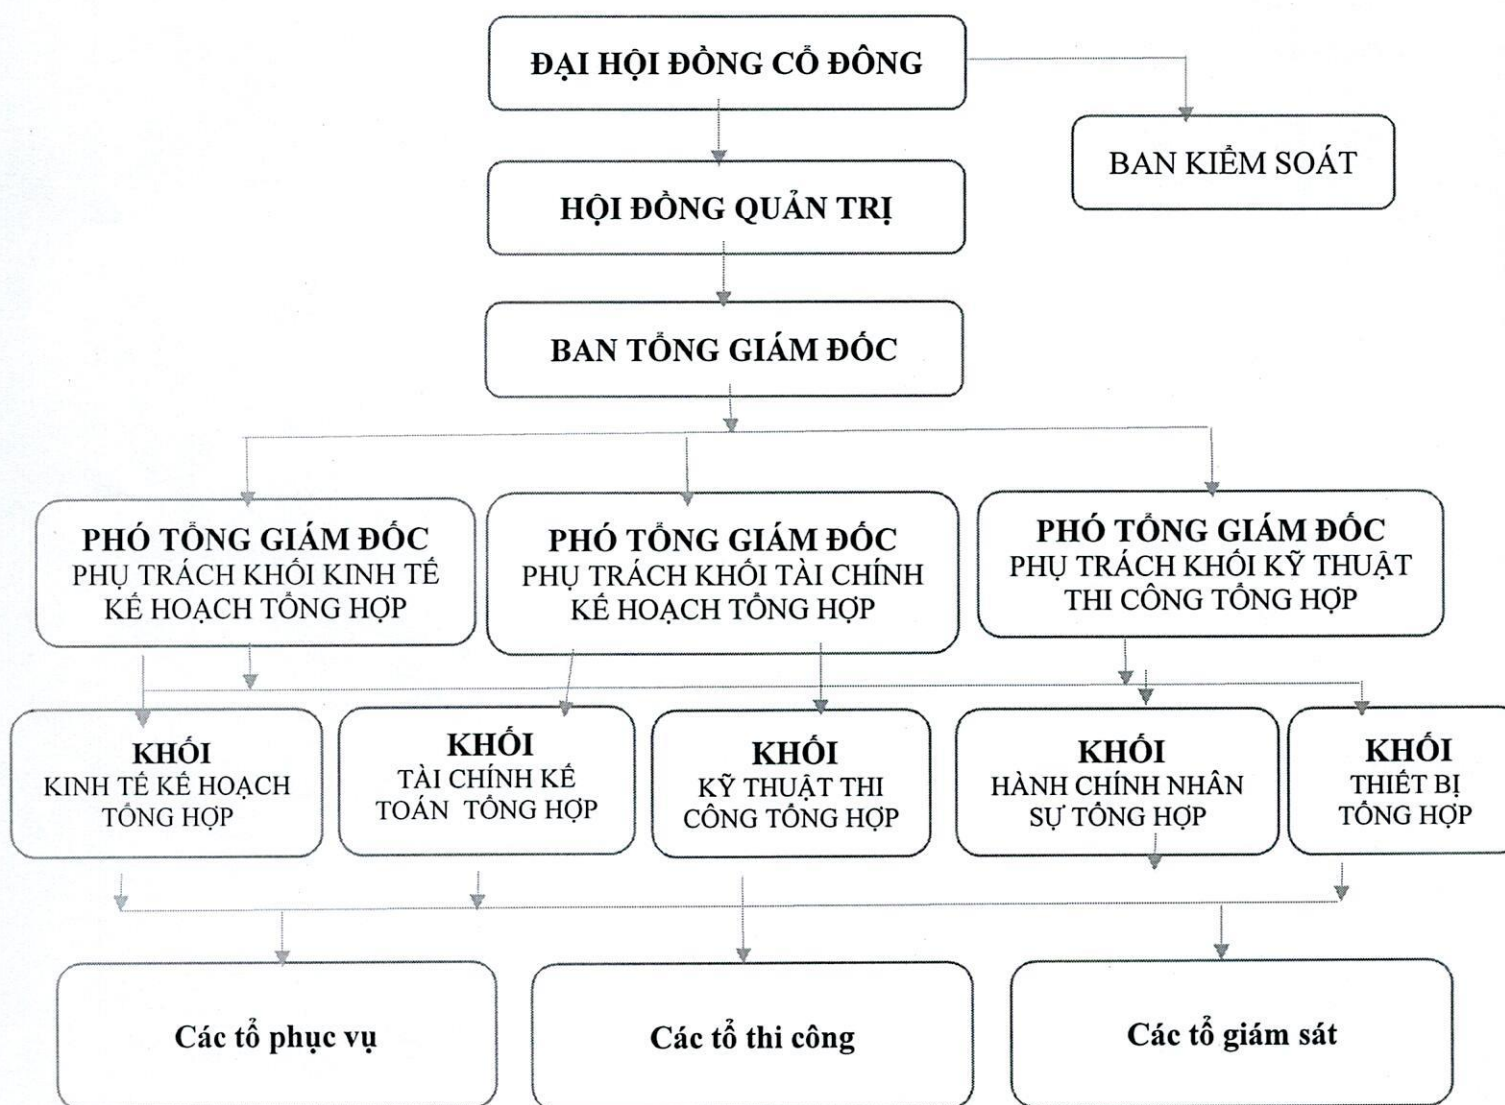 ĐẠI HỘI ĐỒNG CỔ ĐÔNG
BAN KIỂM SOÁT
HỘI ĐỒNG QUẢN TRỊ
BAN TỔNG GIÁM ĐỐC
PHÓ TỔNG GIÁM ĐỐC
PHỤ TRÁCH KHỐI KINH TẾ
KẾ HOẠCH TỔNG HỢP
PHÓ TỔNG GIÁM ĐỐC
PHỤ TRÁCH KHỐI TÀI CHÍNH
KẾ HOẠCH TỔNG HỢP
PHÓ TỔNG GIÁM ĐỐC
PHỤ TRÁCH KHỐI KỸ THUẬT
THI CÔNG TỔNG HỢP
KHỐI
KINH TẾ KẾ HOẠCH
TỔNG HỢP
KHỐI
TÀI CHÍNH KẾ
TOÁN TỔNG HỢP
KHỐI
KỸ THUẬT THI
CÔNG TỔNG HỢP
KHỐI
HÀNH CHÍNH NHÂN
SỰ TỔNG HỢP
KHỐI
THIẾT BỊ
TỔNG HỢP
Các tổ phục vụ
Các tổ thi công
Các tổ giám sát